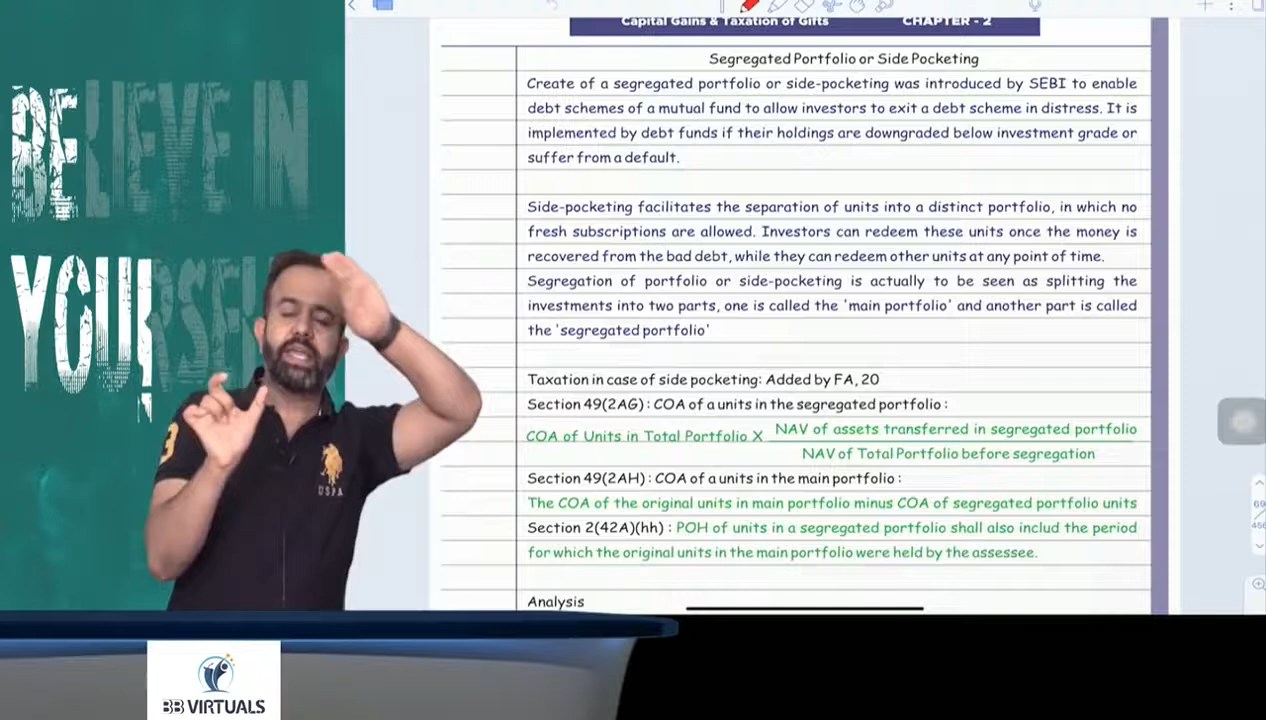 BELIEVE IN
YOURSELF
!
3
USPA
BB VIRTUALS
Capital Gains & Taxation of Gifts CHAPTER - 2
Segregated Portfolio or Side Pocketing
Create of a segregated portfolio or side-pocketing was introduced by SEBI to enable
debt schemes of a mutual fund to allow investors to exit a debt scheme in distress. It is
implemented by debt funds if their holdings are downgraded below investment grade or
suffer from a default.
Side-pocketing facilitates the separation of units into a distinct portfolio, in which no
fresh subscriptions are allowed. Investors can redeem these units once the money is
recovered from the bad debt, while they can redeem other units at any point of time.
Segregation of portfolio or side-pocketing is actually to be seen as splitting the
investments into two parts, one is called the 'main portfolio' and another part is called
the 'segregated portfolio'
Taxation in case of side pocketing: Added by FA, 20
Section 49(2AG) : COA of a units in the segregated portfolio :
COA of Units in Total Portfolio X NAV of assets transferred in segregated portfolio
NAV of Total Portfolio before segregation
Section 49(2AH) : COA of a units in the main portfolio :
The COA of the original units in main portfolio minus COA of segregated portfolio units
Section 2(42A)(hh) : POH of units in a segregated portfolio shall also includ the period
for which the original units in the main portfolio were held by the assessee.
Analysis